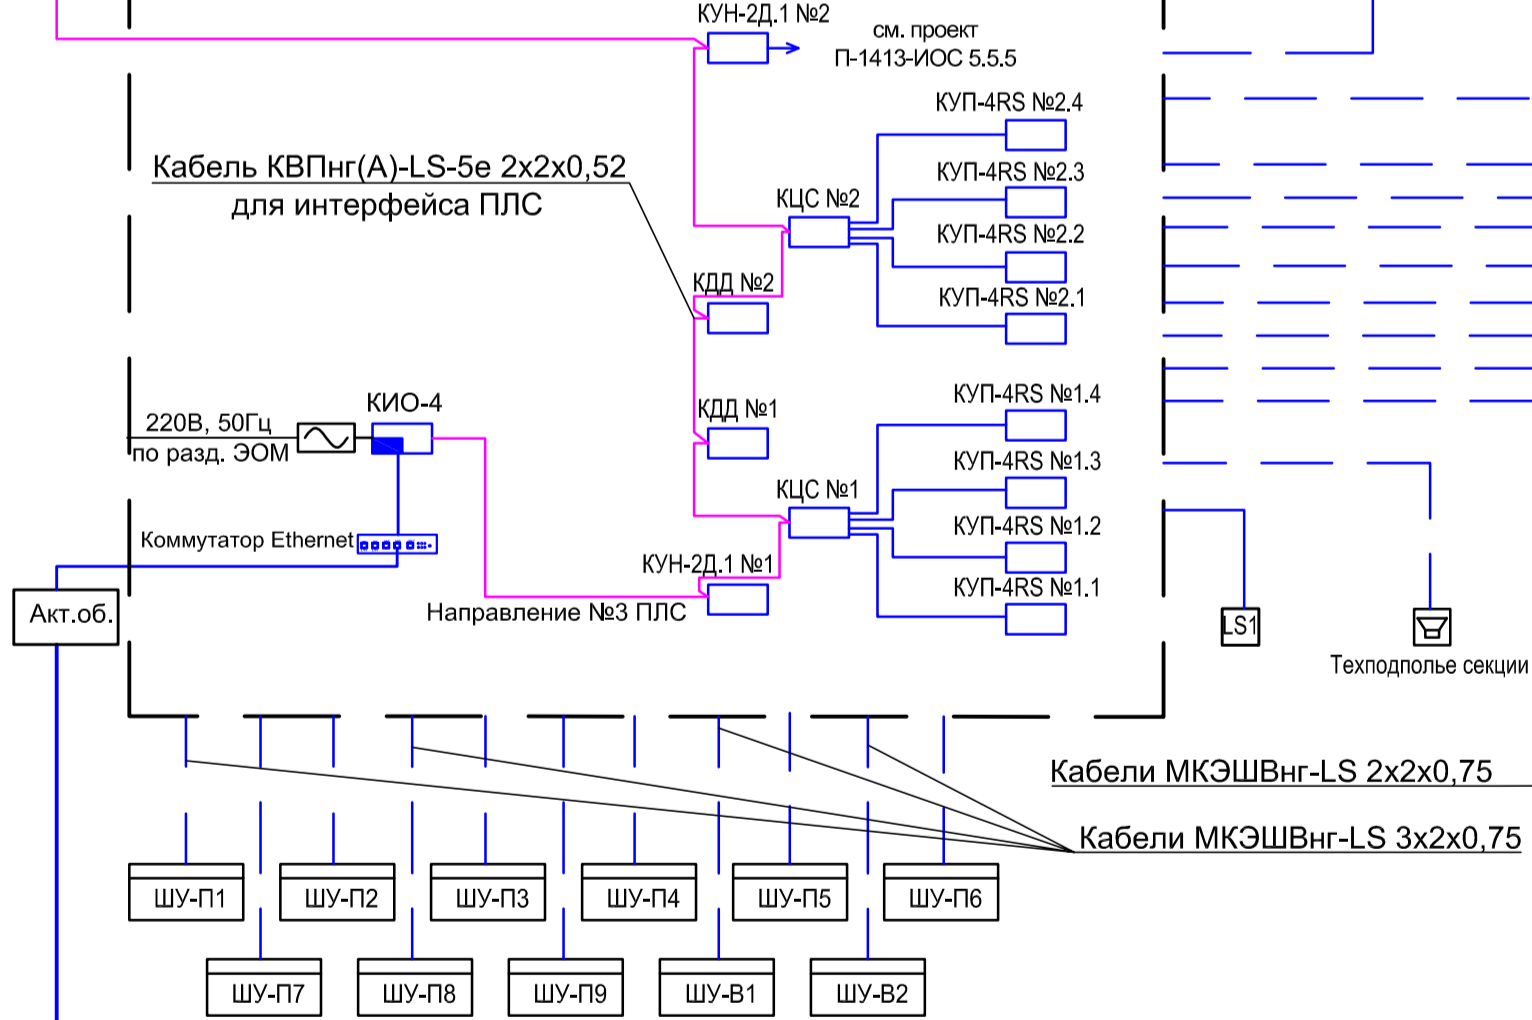 КУН-2Д.1 №2
см. проект
П-1413-ИОС 5.5.5
КУП-4RS №2.4
Кабель КВПнг(А)-LS-5е 2х2х0,52
для интерфейса ПЛС
КУП-4RS №2.3
КЦС №2
КУП-4RS №2.2
КДД №2
КУП-4RS №2.1
КУП-4RS №1.4
КИО-4
КДД №1
220В, 50Гц
по разд. ЭОМ
КУП-4RS №1.3
КЦС №1
КУП-4RS №1.2
Коммутатор Ethernet
КУН-2Д.1 №1
КУП-4RS №1.1
Акт.об.
Направление №3 ПЛС
LS1
Техподполье секции
Кабели МКЭШВнг-LS 2х2х0,75
Кабели МКЭШВнг-LS 3х2х0,75
ШУ-П1
ШУ-П2
ШУ-П3
ШУ-П4
ШУ-П5
ШУ-П6
ШУ-П7
ШУ-П8
ШУ-П9
ШУ-В1
ШУ-В2